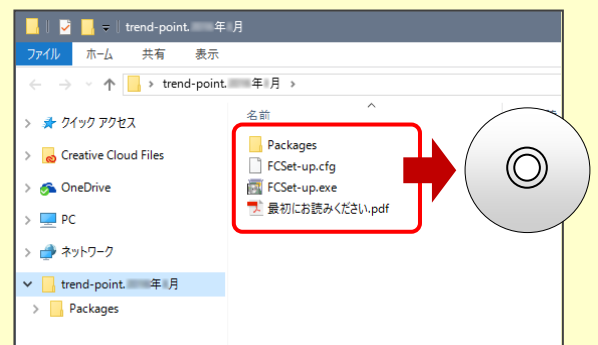 trend-point. 年 月
ファイル ホーム 共有 表示
trend-point. 年 月
名前
クイック アクセス
Creative Cloud Files
OneDrive
PC
ネットワーク
trend-point. 年 月
Packages
Packages
FCSet-up.cfg
FCSet-up.exe
最初にお読みください.pdf